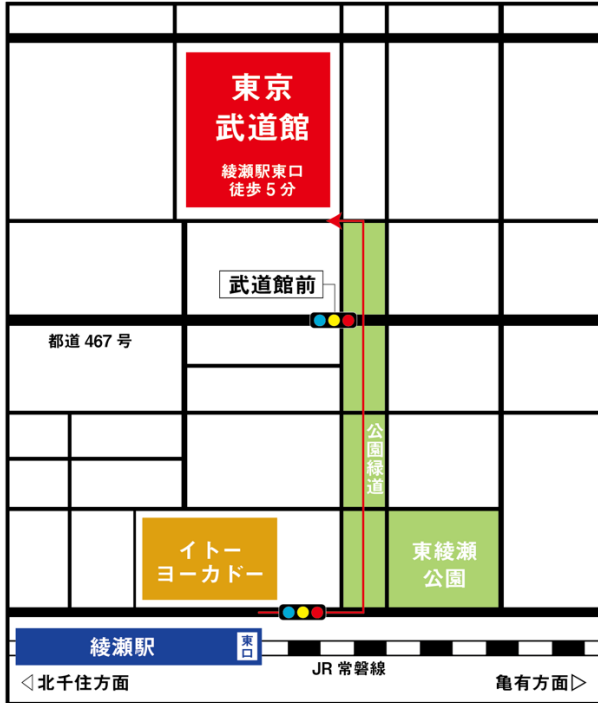 東京
武道館
綾瀬駅東口
徒歩5分
武道館前
都道 467 号
公園緑道
イトー
ヨーカドー
東綾瀬
公園
綾瀬駅
東口
JR 常磐線
◁北千住方面
亀有方面▷